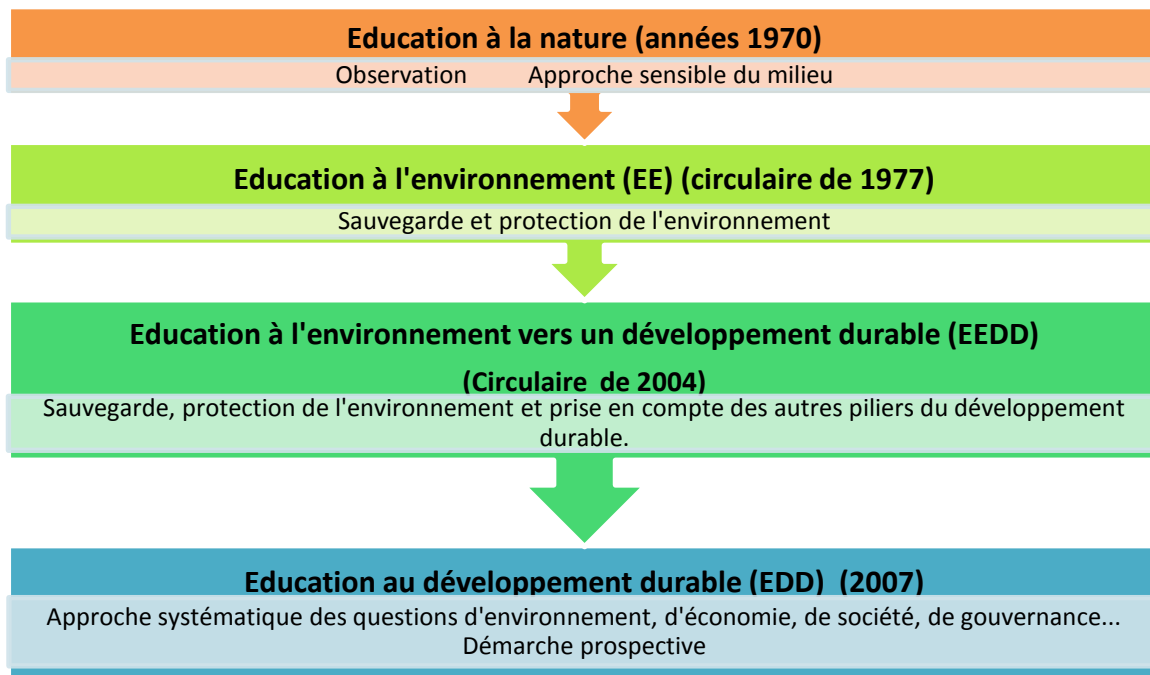 Education à la nature (années 1970)
Observation Approche sensible du milieu
Education à l'environnement (EE) (circulaire de 1977)
Sauvegarde et protection de l'environnement
Education à l'environnement vers un développement durable (EEDD)
(Circulaire de 2004)
Sauvegarde, protection de l'environnement et prise en compte des autres piliers du développement
durable.
Education au développement durable (EDD) (2007)
Approche systématique des questions d'environnement, d'économie, de société, de gouvernance...
Démarche prospective